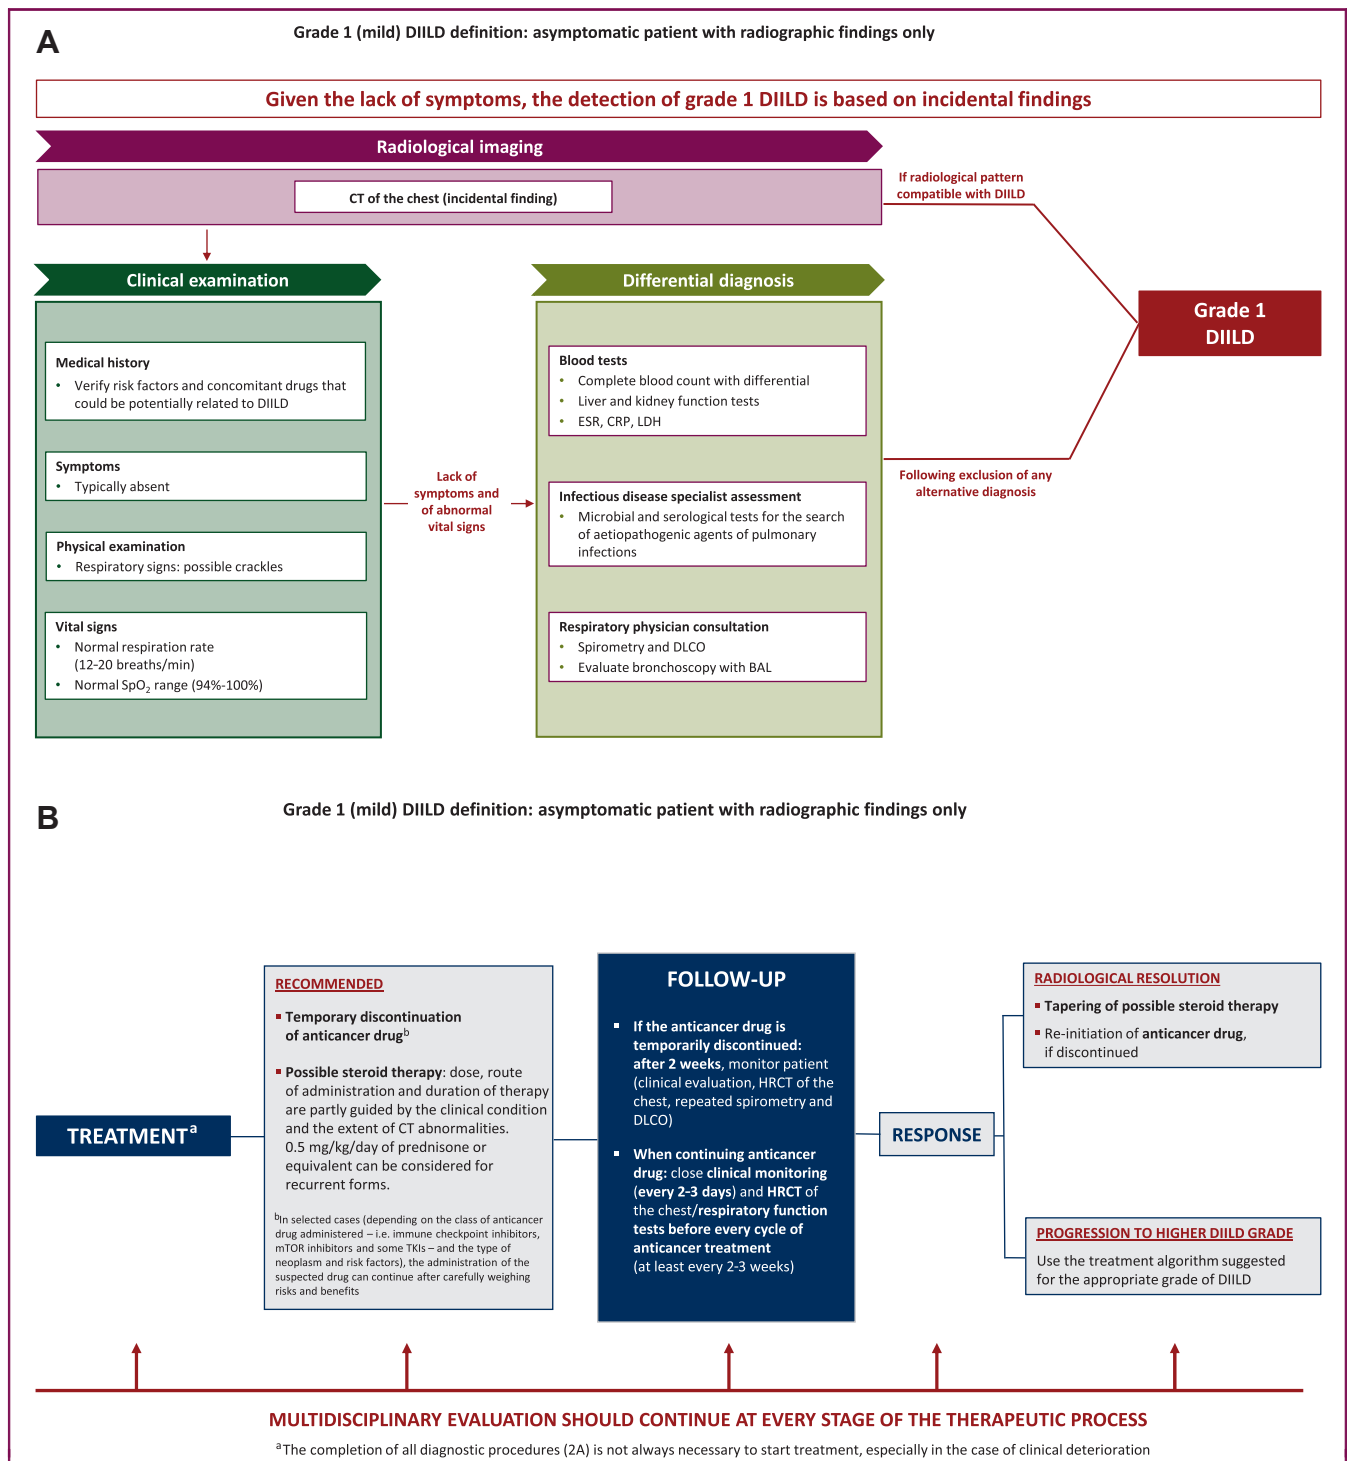 A
Grade 1 (mild) DIILD definition: asymptomatic patient with radiographic findings only
Given the lack of symptoms, the detection of grade 1 DIILD is based on incidental findings
Radiological imaging
CT of the chest (incidental finding)
If radiological pattern
compatible with DIILD
Clinical examination
Medical history
• Verify risk factors and concomitant drugs that
could be potentially related to DIILD
Symptoms
• Typically absent
Physical examination
• Respiratory signs: possible crackles
Vital signs
• Normal respiration rate
(12-20 breaths/min)
• Normal SpO₂ range (94%-100%)
Lack of
symptoms and
of abnormal
vital signs
Differential diagnosis
Blood tests
• Complete blood count with differential
• Liver and kidney function tests
• ESR, CRP, LDH
Infectious disease specialist assessment
• Microbial and serological tests for the search
of aetiopathogenic agents of pulmonary
infections
Respiratory physician consultation
• Spirometry and DLCO
• Evaluate bronchoscopy with BAL
Grade 1
DIILD
Following exclusion of any
alternative diagnosis
B
Grade 1 (mild) DIILD definition: asymptomatic patient with radiographic findings only
TREATMENTᵃ
RECOMMENDED
▪ Temporary discontinuation
of anticancer drugᵇ
▪ Possible steroid therapy: dose, route
of administration and duration of therapy
are partly guided by the clinical condition
and the extent of CT abnormalities.
0.5 mg/kg/day of prednisone or
equivalent can be considered for
recurrent forms.
ᵇIn selected cases (depending on the class of anticancer
drug administered – i.e. immune checkpoint inhibitors,
mTOR inhibitors and some TKIs – and the type of
neoplasm and risk factors), the administration of the
suspected drug can continue after carefully weighing
risks and benefits
FOLLOW-UP
▪ If the anticancer drug is
temporarily discontinued:
after 2 weeks, monitor patient
(clinical evaluation, HRCT of the
chest, repeated spirometry and
DLCO)
▪ When continuing anticancer
drug: close clinical monitoring
(every 2-3 days) and HRCT of
the chest/respiratory function
tests before every cycle of
anticancer treatment
(at least every 2-3 weeks)
RESPONSE
RADIOLOGICAL RESOLUTION
▪ Tapering of possible steroid therapy
▪ Re-initiation of anticancer drug,
if discontinued
PROGRESSION TO HIGHER DIILD GRADE
Use the treatment algorithm suggested
for the appropriate grade of DIILD
MULTIDISCIPLINARY EVALUATION SHOULD CONTINUE AT EVERY STAGE OF THE THERAPEUTIC PROCESS
ᵃThe completion of all diagnostic procedures (2A) is not always necessary to start treatment, especially in the case of clinical deterioration